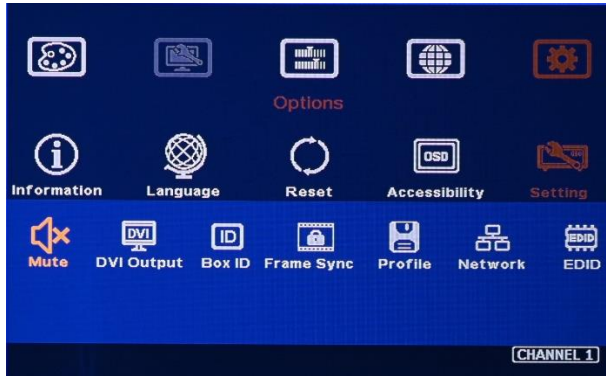 Options
OSD
Information Language Reset Accessibility Setting
DVI ID EDID
Mute DVI Output Box ID Frame Sync Profile Network EDID
CHANNEL 1